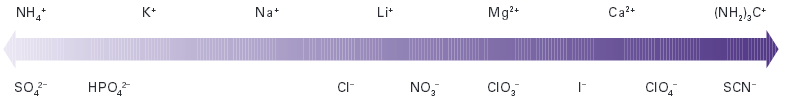 NH₄⁺ K⁺ Na⁺ Li⁺ Mg²⁺ Ca²⁺ (NH₂)₃C⁺
SO₄²⁻ HPO₄²⁻ Cl⁻ NO₃⁻ ClO₃⁻ I⁻ ClO₄⁻ SCN⁻